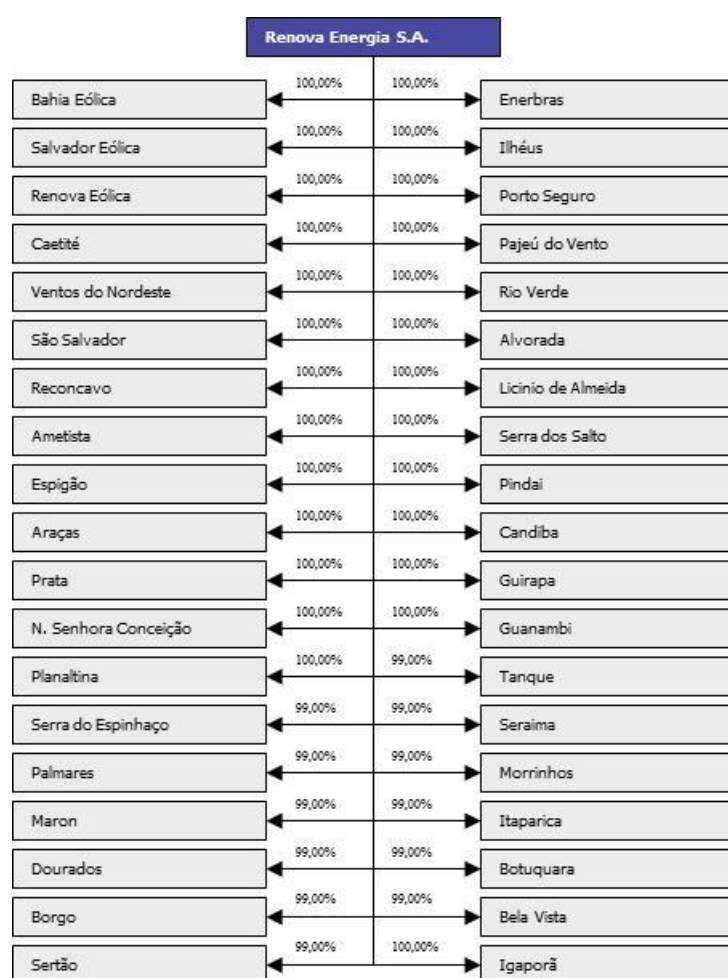 Renova Energia S.A.
100,00% 100,00%
Bahia Eólica Enerbras
100,00% 100,00%
Salvador Eólica Ilhéus
100,00% 100,00%
Renova Eólica Porto Seguro
100,00% 100,00%
Caetité Pajeú do Vento
100,00% 100,00%
Ventos do Nordeste Rio Verde
100,00% 100,00%
São Salvador Alvorada
100,00% 100,00%
Reconcavo Licinio de Almeida
100,00% 100,00%
Ametista Serra dos Salto
100,00% 100,00%
Espigão Pindai
100,00% 100,00%
Araças Candiba
100,00% 100,00%
Prata Guirapa
100,00% 100,00%
N. Senhora Conceição Guanambi
100,00% 99,00%
Planaltina Tanque
99,00% 99,00%
Serra do Espinhaço Seraima
99,00% 99,00%
Palmares Morrinhos
99,00% 99,00%
Maron Itaparica
99,00% 99,00%
Dourados Botuquara
99,00% 99,00%
Borgo Bela Vista
99,00% 100,00%
Sertão Igaporã